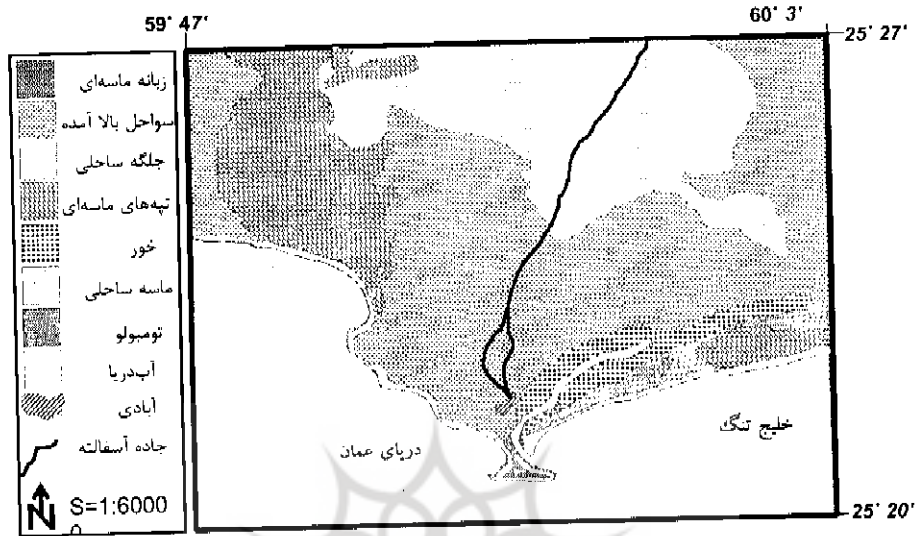 59° 47'
60° 3'
25° 27'
زبانه ماسه‌ای
سواحل بالا آمده
جلگه ساحلی
تپه‌های ماسه‌ای
خور
ماسه ساحلی
تومبولو
آب‌دریا
آبادی
جاده آسفالته
N
S=1:6000
0
دریای عمان
خلیج تنگ
25° 20'